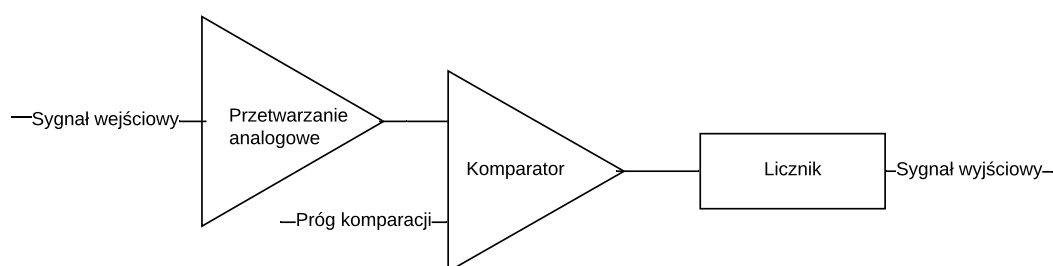 Sygnał wejściowy
Przetwarzanie
analogowe
Komparator
Próg komparacji
Licznik
Sygnał wyjściowy